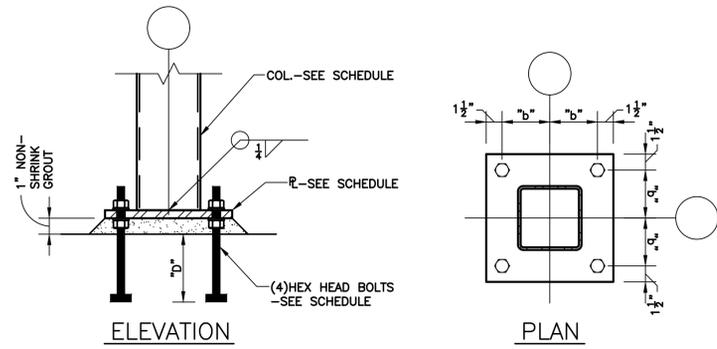 COL.-SEE SCHEDULE
1" NON-
SHRINK
GROUT
1/4
℄-SEE SCHEDULE
"D"
(4)HEX HEAD BOLTS
-SEE SCHEDULE
ELEVATION
1 1/2"
"b"
"b"
1 1/2"
1 1/2"
"b"
"b"
1 1/2"
PLAN